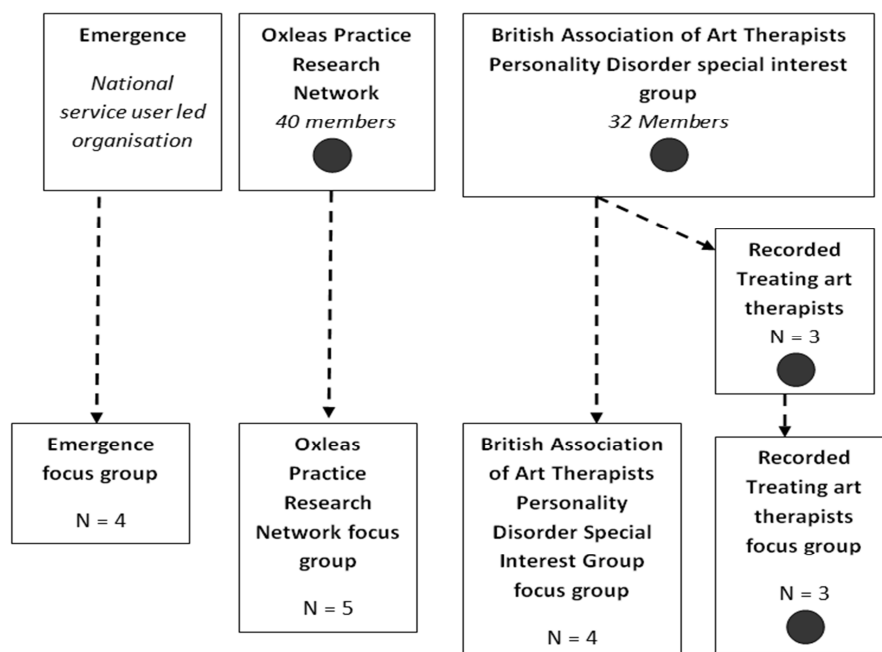 Emergence
National
service user led
organisation
Oxleas Practice
Research
Network
40 members
British Association of Art Therapists
Personality Disorder special interest
group
32 Members
Recorded
Treating art
therapists
N = 3
Emergence
focus group
N = 4
Oxleas
Practice
Research
Network focus
group
N = 5
British Association
of Art Therapists
Personality
Disorder Special
Interest Group
focus group
N = 4
Recorded
Treating art
therapists
focus group
N = 3